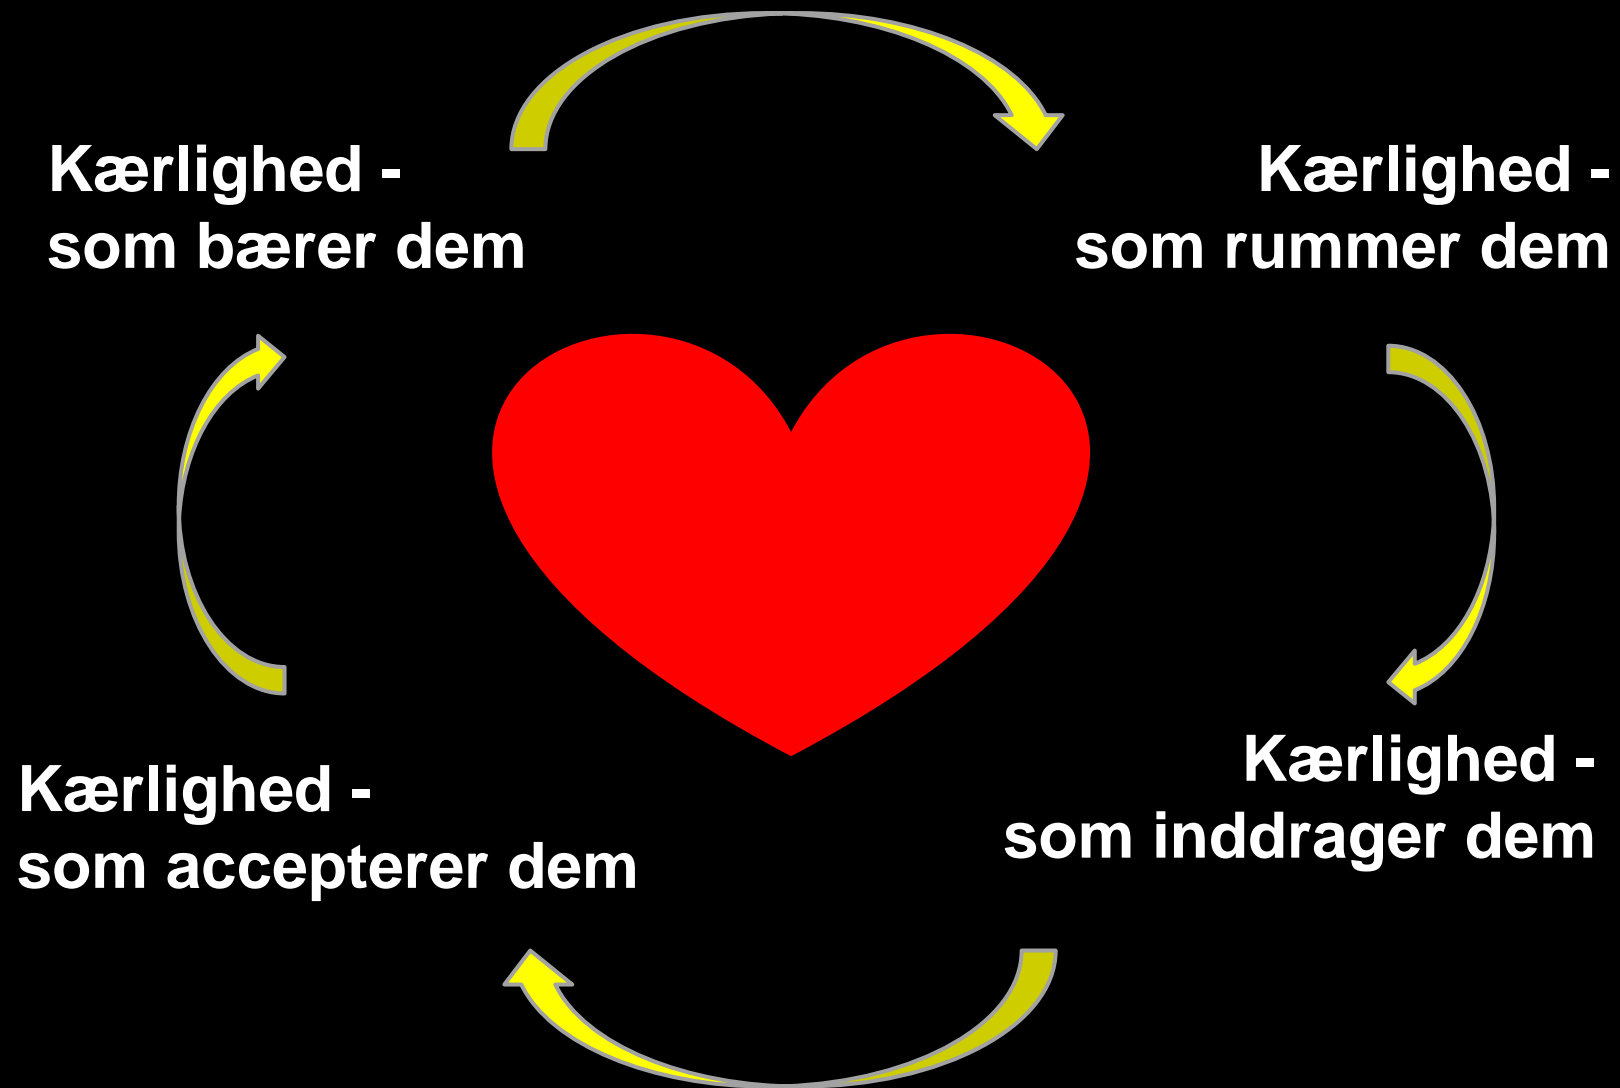 Kærlighed -
som bærer dem
Kærlighed -
som rummer dem
Kærlighed -
som inddrager dem
Kærlighed -
som accepterer dem